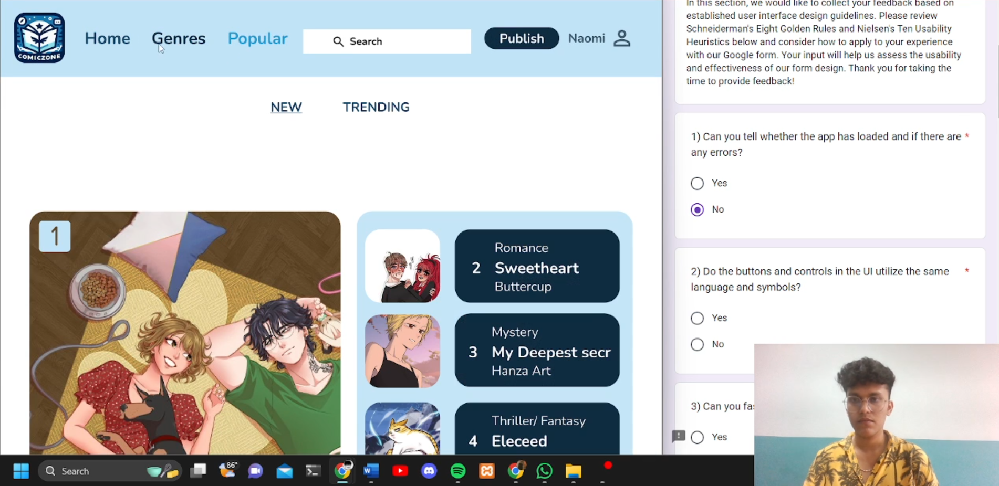 COMICZONE
Home
Genres
Popular
Search
Publish
Naomi
NEW
TRENDING
1
Romance
2 Sweetheart
Buttercup
Mystery
3 My Deepest secr
Hanza Art
Thriller/ Fantasy
4 Eleceed
In this section, we would like to collect your feedback based on
established user interface design guidelines. Please review
Schneiderman's Eight Golden Rules and Nielsen's Ten Usability
Heuristics below and consider how to apply to your experience
with our Google form. Your input will help us assess the usability
and effectiveness of our form design. Thank you for taking the
time to provide feedback!
1) Can you tell whether the app has loaded and if there are *
any errors?
Yes
No
2) Do the buttons and controls in the UI utilize the same *
language and symbols?
Yes
No
3) Can you fas
Yes
Search
86°